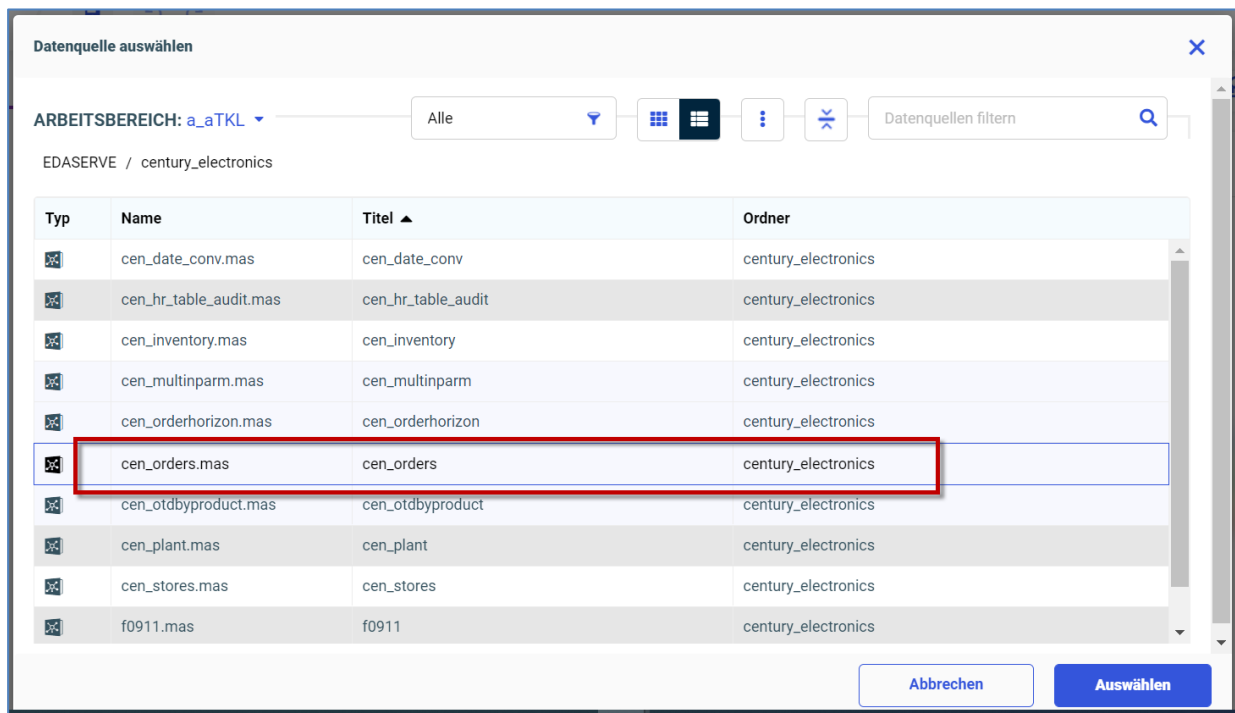 Datenquelle auswählen
ARBEITSBEREICH: a_aTKL
Alle
Datenquellen filtern
EDASERVE / century_electronics
Typ Name Titel Ordner
cen_date_conv.mas cen_date_conv century_electronics
cen_hr_table_audit.mas cen_hr_table_audit century_electronics
cen_inventory.mas cen_inventory century_electronics
cen_multinparm.mas cen_multinparm century_electronics
cen_orderhorizon.mas cen_orderhorizon century_electronics
cen_orders.mas cen_orders century_electronics
cen_otdbyproduct.mas cen_otdbyproduct century_electronics
cen_plant.mas cen_plant century_electronics
cen_stores.mas cen_stores century_electronics
f0911.mas f0911 century_electronics
Abbrechen Auswählen